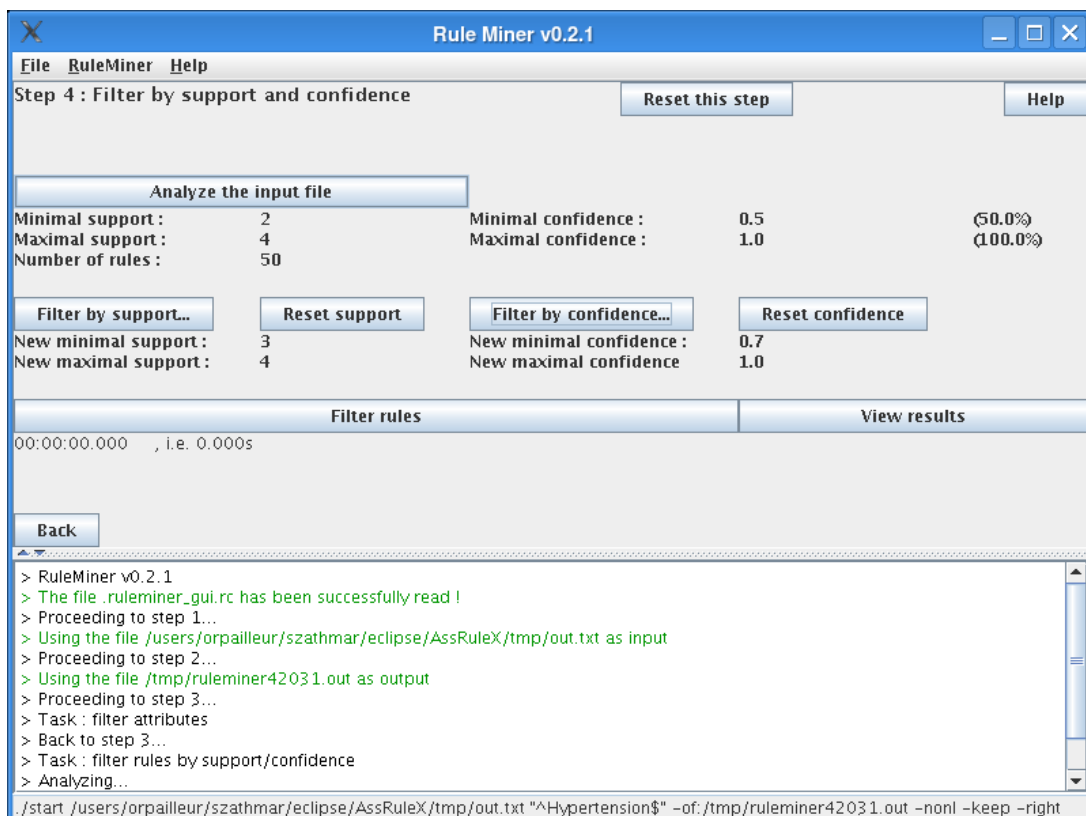 Rule Miner v0.2.1
File RuleMiner Help
Step 4 : Filter by support and confidence Reset this step Help
Analyze the input file
Minimal support : 2 Minimal confidence : 0.5 (50.0%)
Maximal support : 4 Maximal confidence : 1.0 (100.0%)
Number of rules : 50
Filter by support... Reset support Filter by confidence... Reset confidence
New minimal support : 3 New minimal confidence : 0.7
New maximal support : 4 New maximal confidence 1.0
Filter rules View results
00:00:00.000 , i.e. 0.000s
Back
> RuleMiner v0.2.1
> The file .ruleminer_gui.rc has been successfully read !
> Proceeding to step 1...
> Using the file /users/orpailleur/szathmar/eclipse/AssRuleX/tmp/out.txt as input
> Proceeding to step 2...
> Using the file /tmp/ruleminer42031.out as output
> Proceeding to step 3...
> Task : filter attributes
> Back to step 3...
> Task : filter rules by support/confidence
> Analyzing...
./start /users/orpailleur/szathmar/eclipse/AssRuleX/tmp/out.txt "^Hypertension$" -of:/tmp/ruleminer42031.out -nonl -keep -right